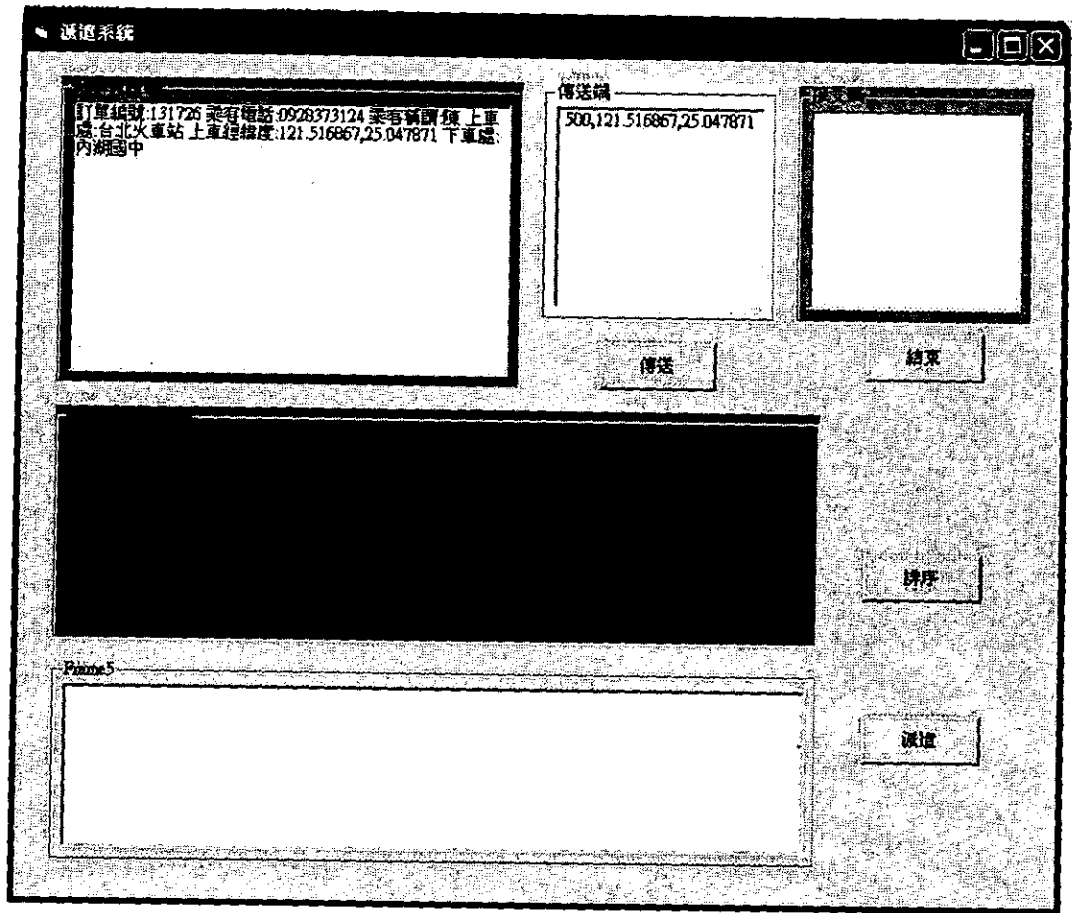 派遣系統
訂單編號:131726 乘客電話:0928373124 乘客稱謂:陳 上車
處:台北火車站 上車經緯度:121.516867,25.047871 下車處:
內湖國中
傳送端
500,121.516867,25.047871
傳送
結束
排序
Frame5
派遣